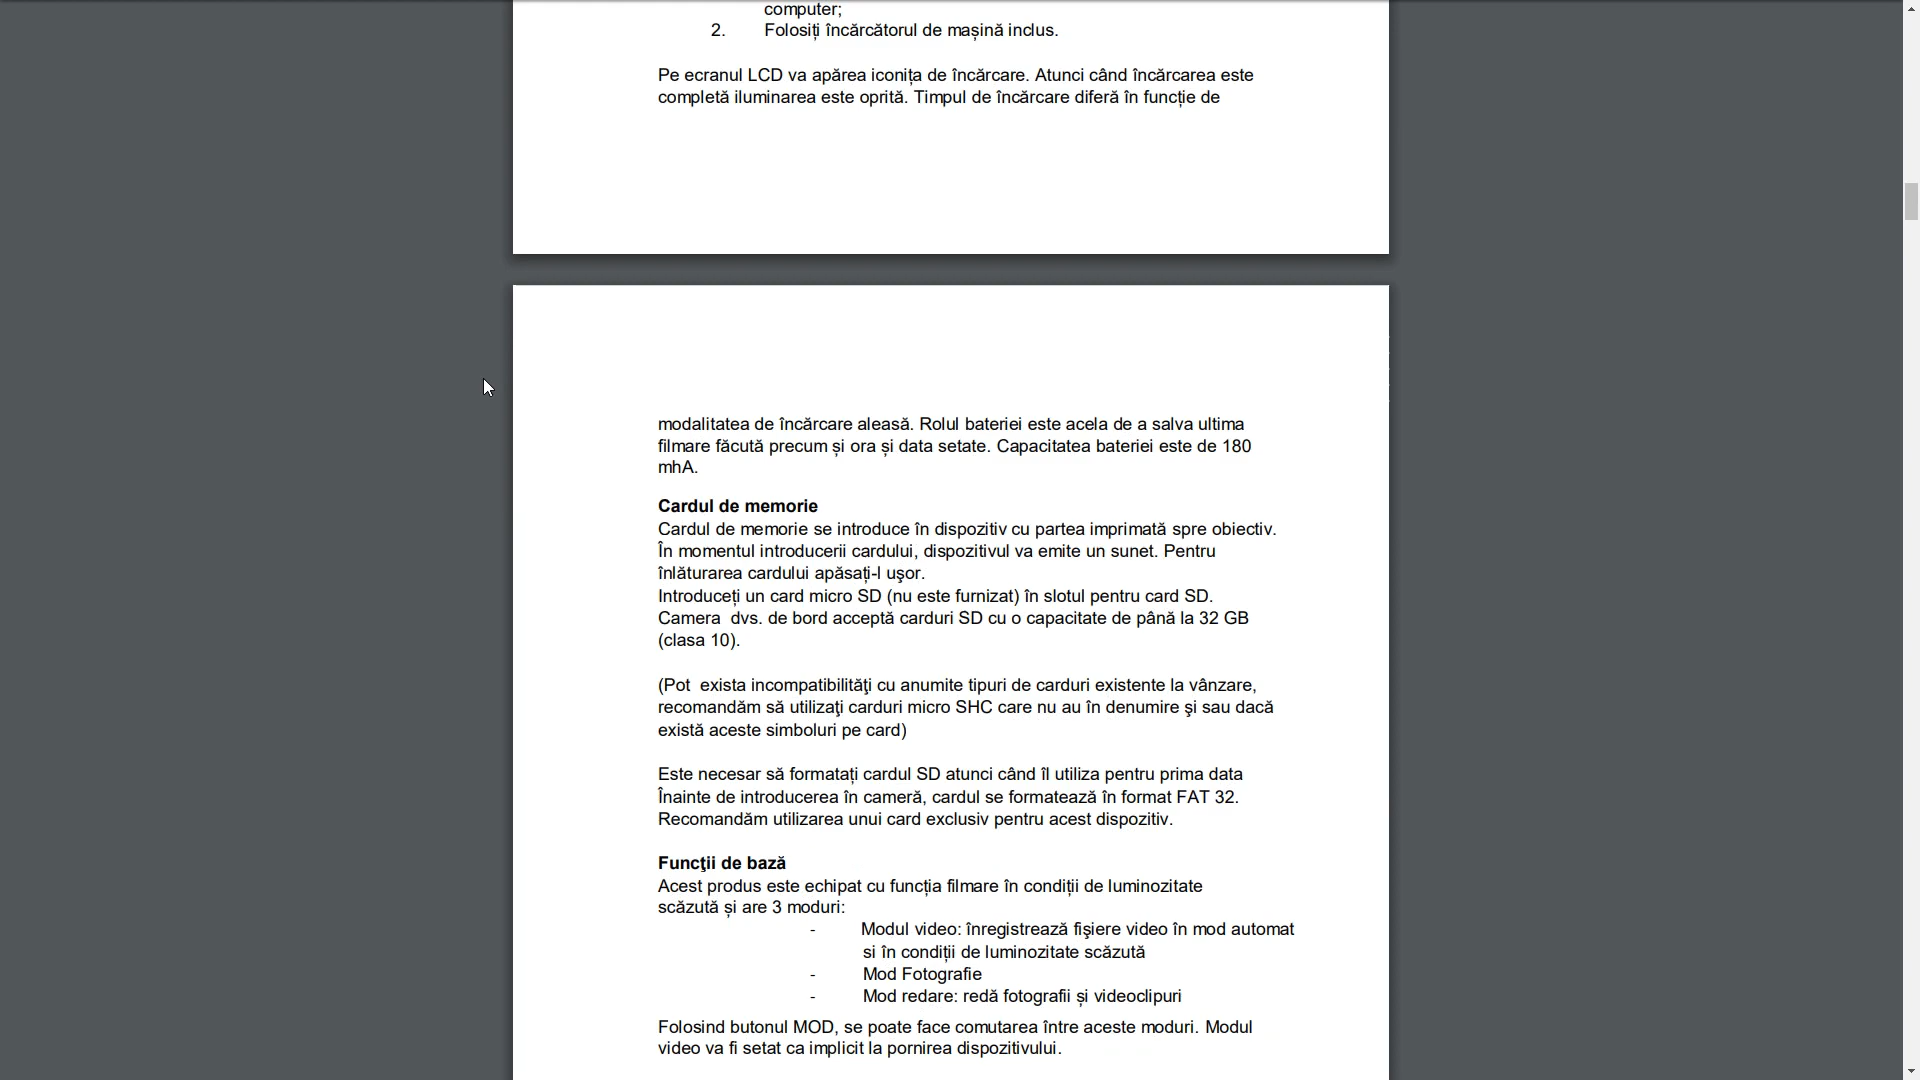 computer;
2. Folosiți încărcătorul de mașină inclus.
Pe ecranul LCD va apărea iconița de încărcare. Atunci când încărcarea este
completă iluminarea este oprită. Timpul de încărcare diferă în funcție de
modalitatea de încărcare aleasă. Rolul bateriei este acela de a salva ultima
filmare făcută precum și ora și data setate. Capacitatea bateriei este de 180
mhA.
Cardul de memorie
Cardul de memorie se introduce în dispozitiv cu partea imprimată spre obiectiv.
În momentul introducerii cardului, dispozitivul va emite un sunet. Pentru
înlăturarea cardului apăsați-l uşor.
Introduceți un card micro SD (nu este furnizat) în slotul pentru card SD.
Camera dvs. de bord acceptă carduri SD cu o capacitate de până la 32 GB
(clasa 10).
(Pot exista incompatibilităţi cu anumite tipuri de carduri existente la vânzare,
recomandăm să utilizaţi carduri micro SHC care nu au în denumire şi sau dacă
există aceste simboluri pe card)
Este necesar să formatați cardul SD atunci când îl utiliza pentru prima data
Înainte de introducerea în cameră, cardul se formatează în format FAT 32.
Recomandăm utilizarea unui card exclusiv pentru acest dispozitiv.
Funcţii de bază
Acest produs este echipat cu funcția filmare în condiții de luminozitate
scăzută și are 3 moduri:
- Modul video: înregistrează fişiere video în mod automat
si în condiții de luminozitate scăzută
- Mod Fotografie
- Mod redare: redă fotografii și videoclipuri
Folosind butonul MOD, se poate face comutarea între aceste moduri. Modul
video va fi setat ca implicit la pornirea dispozitivului.